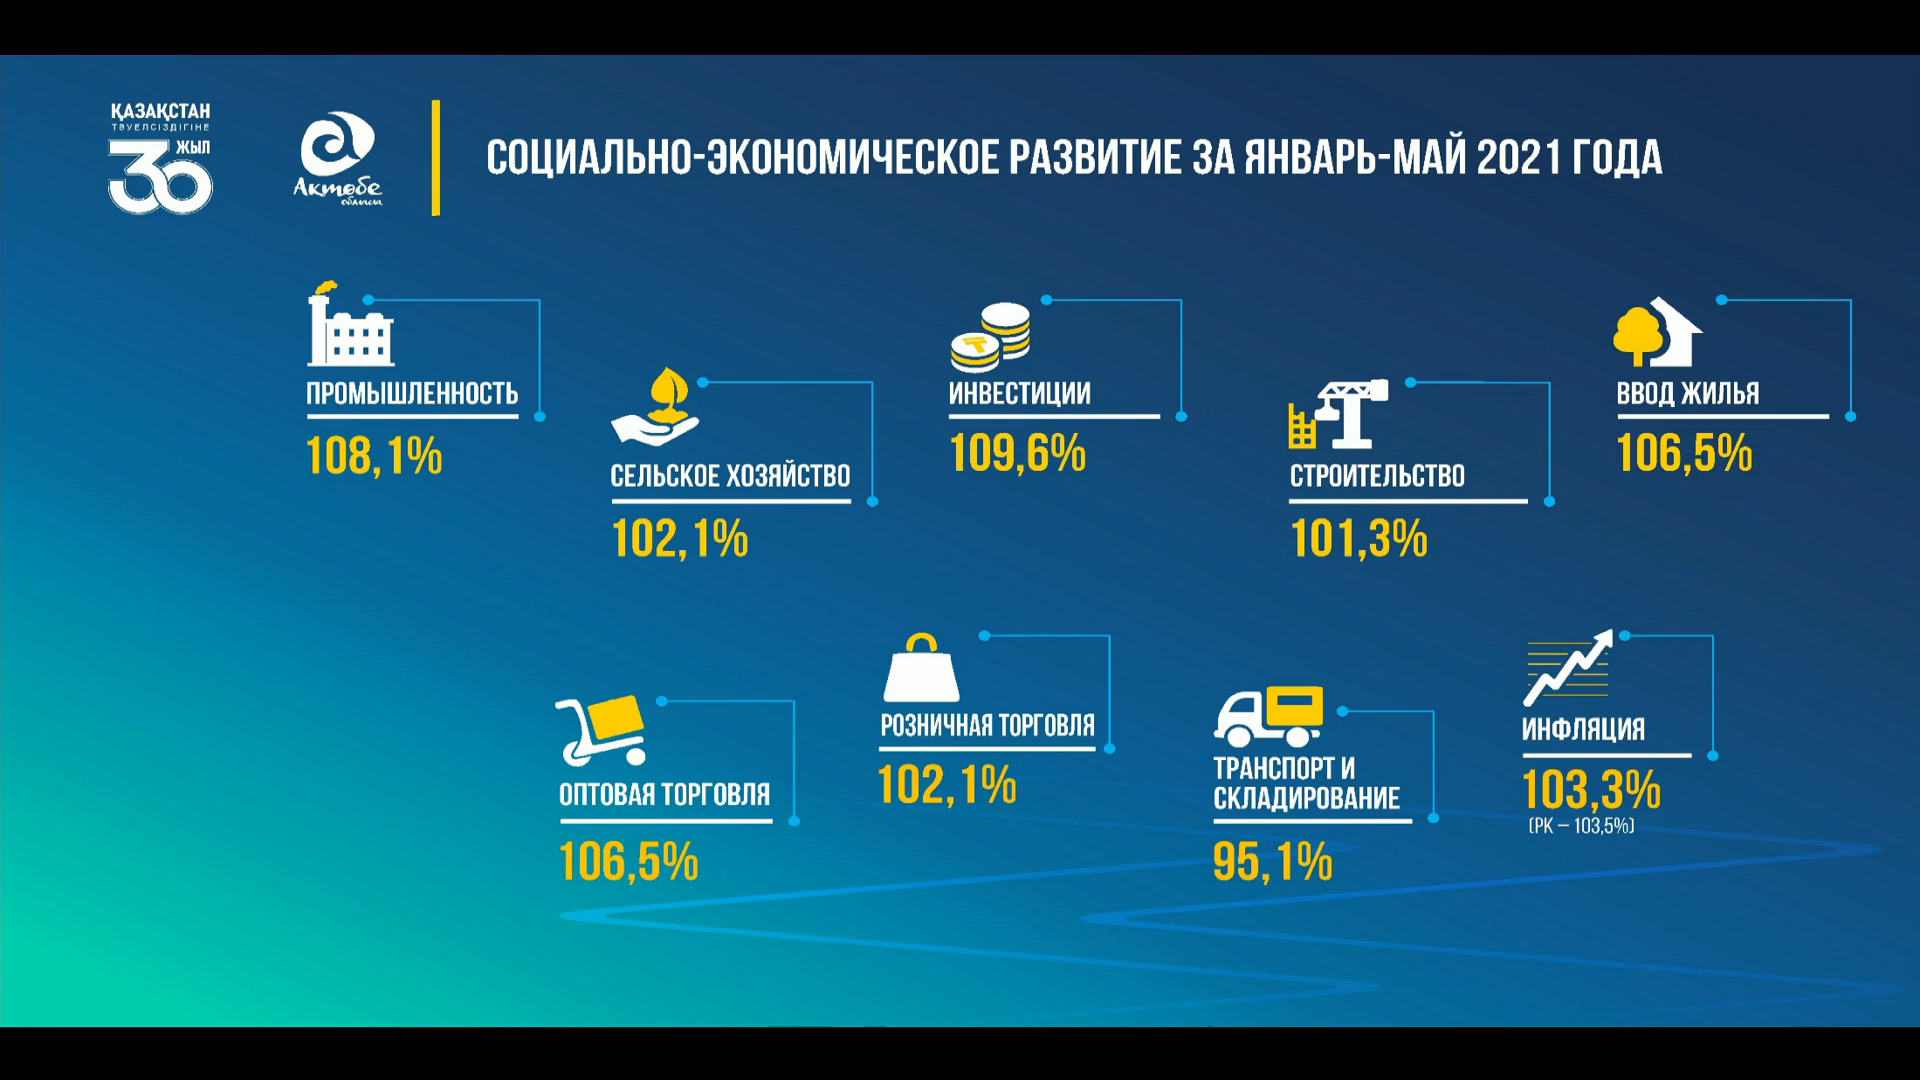 ҚАЗАҚСТАН
ТӘУЕЛСІЗДІГІНЕ
30 ЖЫЛ
Ақтөбе
облысы
СОЦИАЛЬНО-ЭКОНОМИЧЕСКОЕ РАЗВИТИЕ ЗА ЯНВАРЬ-МАЙ 2021 ГОДА
ПРОМЫШЛЕННОСТЬ
108,1%
СЕЛЬСКОЕ ХОЗЯЙСТВО
102,1%
ИНВЕСТИЦИИ
109,6%
СТРОИТЕЛЬСТВО
101,3%
ВВОД ЖИЛЬЯ
106,5%
ОПТОВАЯ ТОРГОВЛЯ
106,5%
РОЗНИЧНАЯ ТОРГОВЛЯ
102,1%
ТРАНСПОРТ И
СКЛАДИРОВАНИЕ
95,1%
ИНФЛЯЦИЯ
103,3%
(РК – 103,5%)